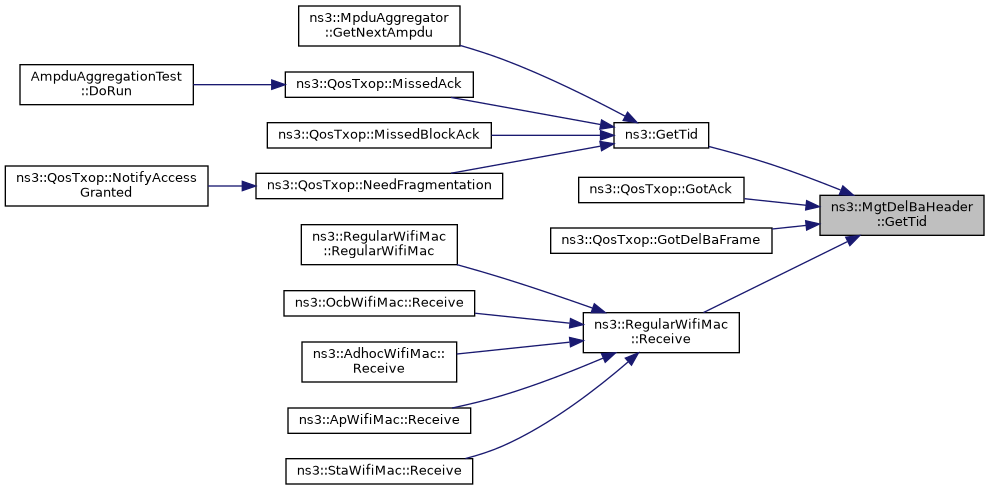 ns3::MpduAggregator
::GetNextAmpdu
AmpduAggregationTest
::DoRun
ns3::QosTxop::MissedAck
ns3::QosTxop::MissedBlockAck
ns3::GetTid
ns3::QosTxop::NotifyAccess
Granted
ns3::QosTxop::NeedFragmentation
ns3::QosTxop::GotAck
ns3::MgtDelBaHeader
::GetTid
ns3::QosTxop::GotDelBaFrame
ns3::RegularWifiMac
::RegularWifiMac
ns3::OcbWifiMac::Receive
ns3::RegularWifiMac
::Receive
ns3::AdhocWifiMac::
Receive
ns3::ApWifiMac::Receive
ns3::StaWifiMac::Receive